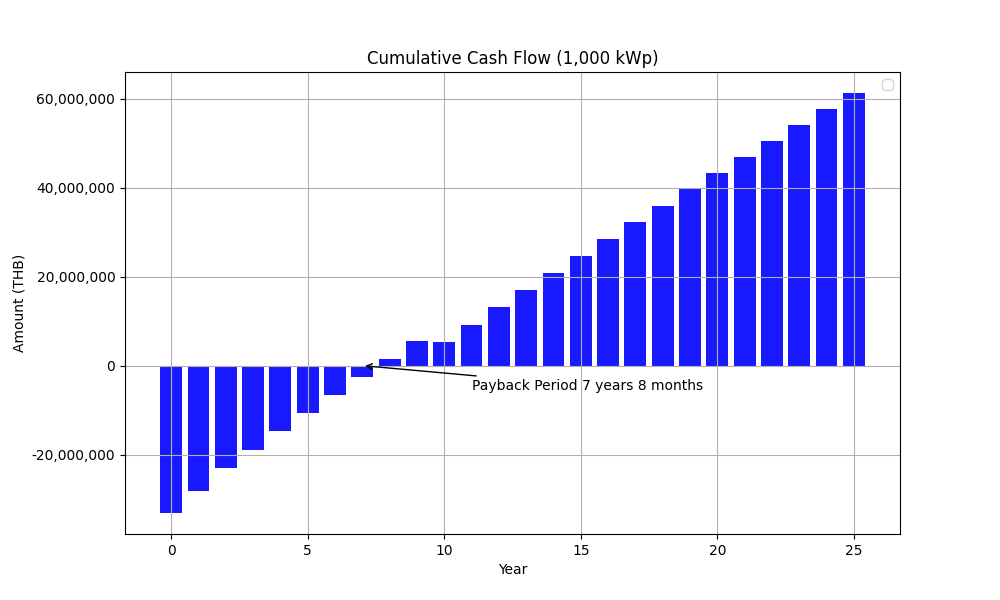 Cumulative Cash Flow (1,000 kWp)
Amount (THB)
60,000,000
40,000,000
20,000,000
0
-20,000,000
Payback Period 7 years 8 months
0 5 10 15 20 25
Year